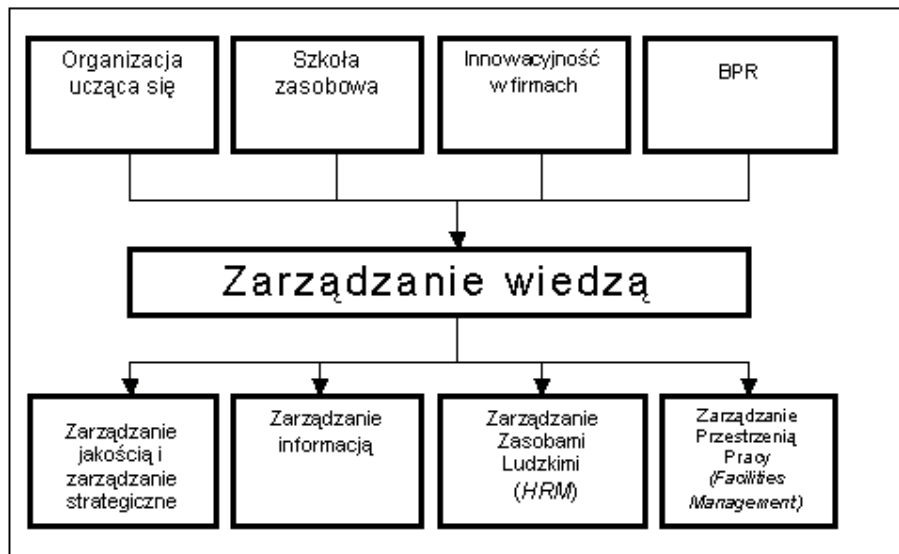 Organizacja
ucząca się
Szkoła
zasobowa
Innowacyjność
w firmach
BPR
Zarządzanie wiedzą
Zarządzanie
jakością i
zarządzanie
strategiczne
Zarządzanie
informacją
Zarządzanie
Zasobami
Ludzkimi
(HRM)
Zarządzanie
Przestrzenią
Pracy
(Facilities
Management)